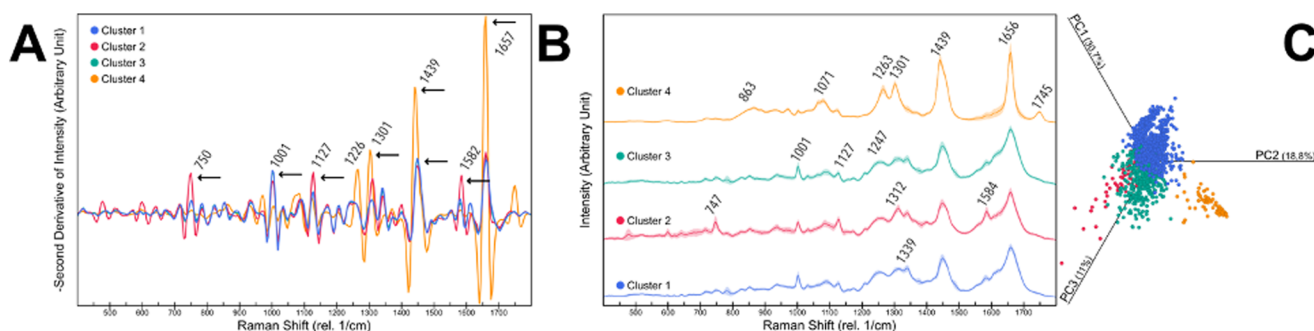 A
-Second Derivative of Intensity (Arbitrary Unit)
Cluster 1
Cluster 2
Cluster 3
Cluster 4
750
1001
1127
1226
1301
1439
1582
1657
500 600 700 800 900 1000 1100 1200 1300 1400 1500 1600 1700
Raman Shift (rel. 1/cm)
B
Intensity (Arbitrary Unit)
Cluster 4
863
1071
1263
1301
1439
1656
1745
Cluster 3
1001
1127
1247
Cluster 2
747
1312
1584
Cluster 1
1339
500 600 700 800 900 1000 1100 1200 1300 1400 1500 1600 1700
Raman Shift (rel. 1/cm)
C
PC1 (30,7%)
PC2 (18,8%)
PC3 (11%)